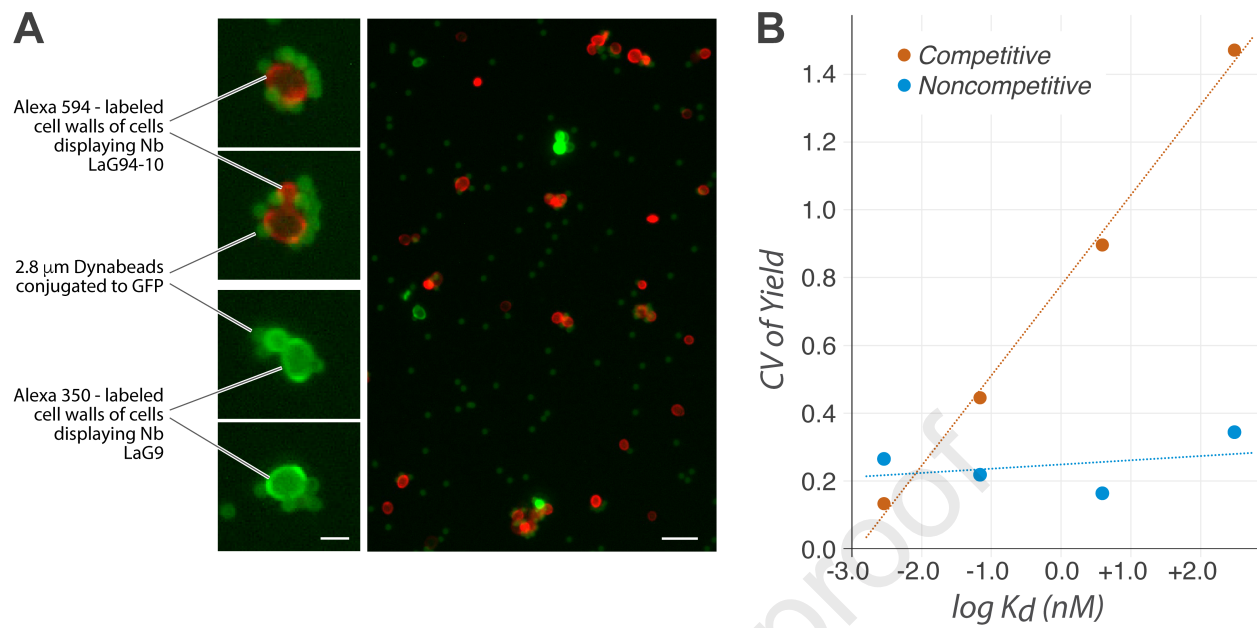 A
Alexa 594 - labeled
cell walls of cells
displaying Nb
LaG94-10
2.8 μm Dynabeads
conjugated to GFP
Alexa 350 - labeled
cell walls of cells
displaying Nb
LaG9
B
Competitive
Noncompetitive
CV of Yield
1.4
1.2
1.0
0.8
0.6
0.4
0.2
0.0
-3.0 -2.0 -1.0 0.0 +1.0 +2.0
log Kd (nM)
proof